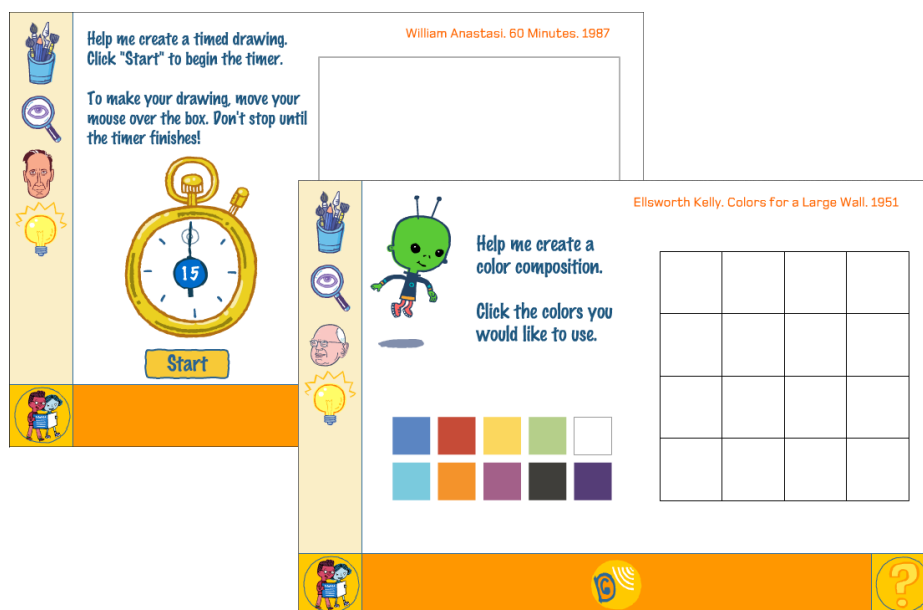 William Anastasi. 60 Minutes. 1987
Help me create a timed drawing.
Click "Start" to begin the timer.
To make your drawing, move your
mouse over the box. Don't stop until
the timer finishes!
15
Start
Ellsworth Kelly. Colors for a Large Wall. 1951
Help me create a
color composition.
Click the colors you
would like to use.
?